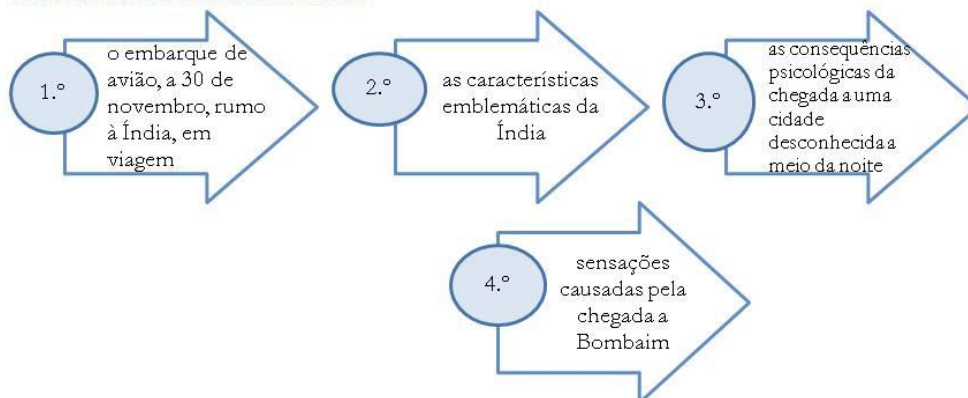 1.º
o embarque de
avião, a 30 de
novembro, rumo
à Índia, em
viagem
2.º
as características
emblemáticas da
Índia
3.º
as consequências
psicológicas da
chegada a uma
cidade
desconhecida a
meio da noite
4.º
sensações
causadas pela
chegada a
Bombaim